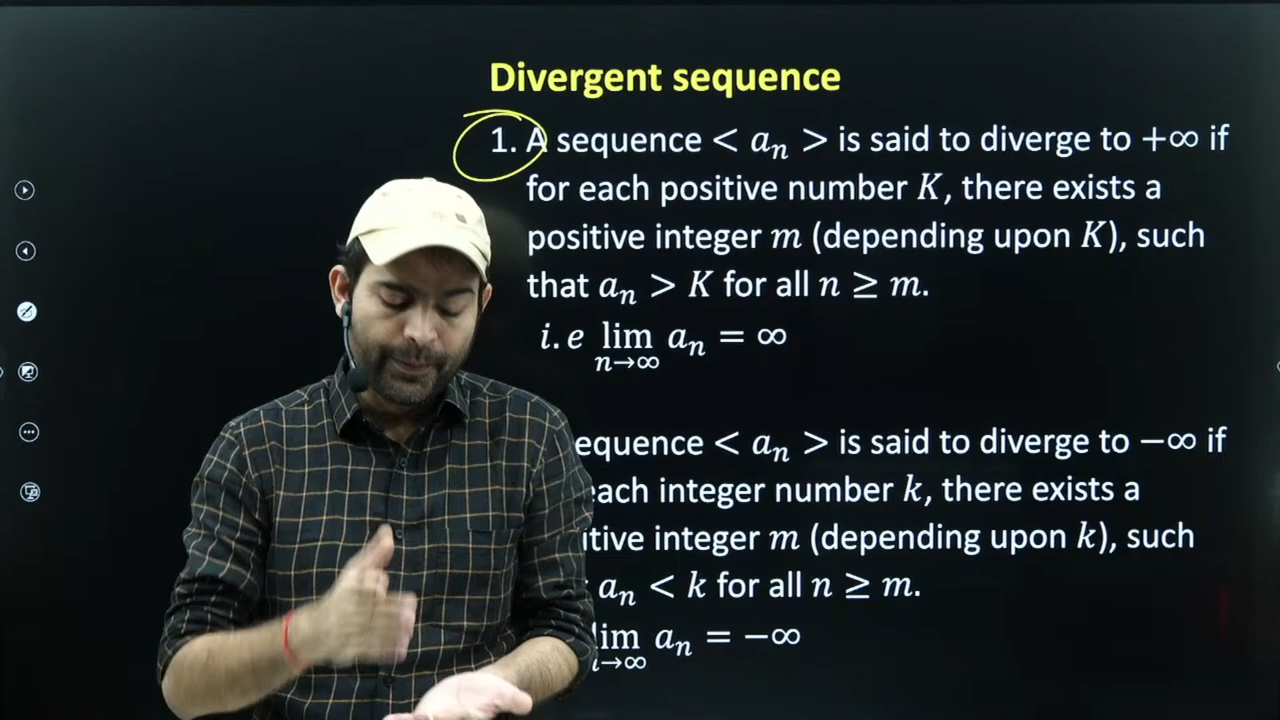 Divergent sequence
1. A sequence < aₙ > is said to diverge to +∞ if
for each positive number K, there exists a
positive integer m (depending upon K), such
that aₙ > K for all n ≥ m.
i.e lim aₙ = ∞
n→∞
equence < aₙ > is said to diverge to −∞ if
each integer number k, there exists a
itive integer m (depending upon k), such
aₙ < k for all n ≥ m.
lim aₙ = −∞
→∞